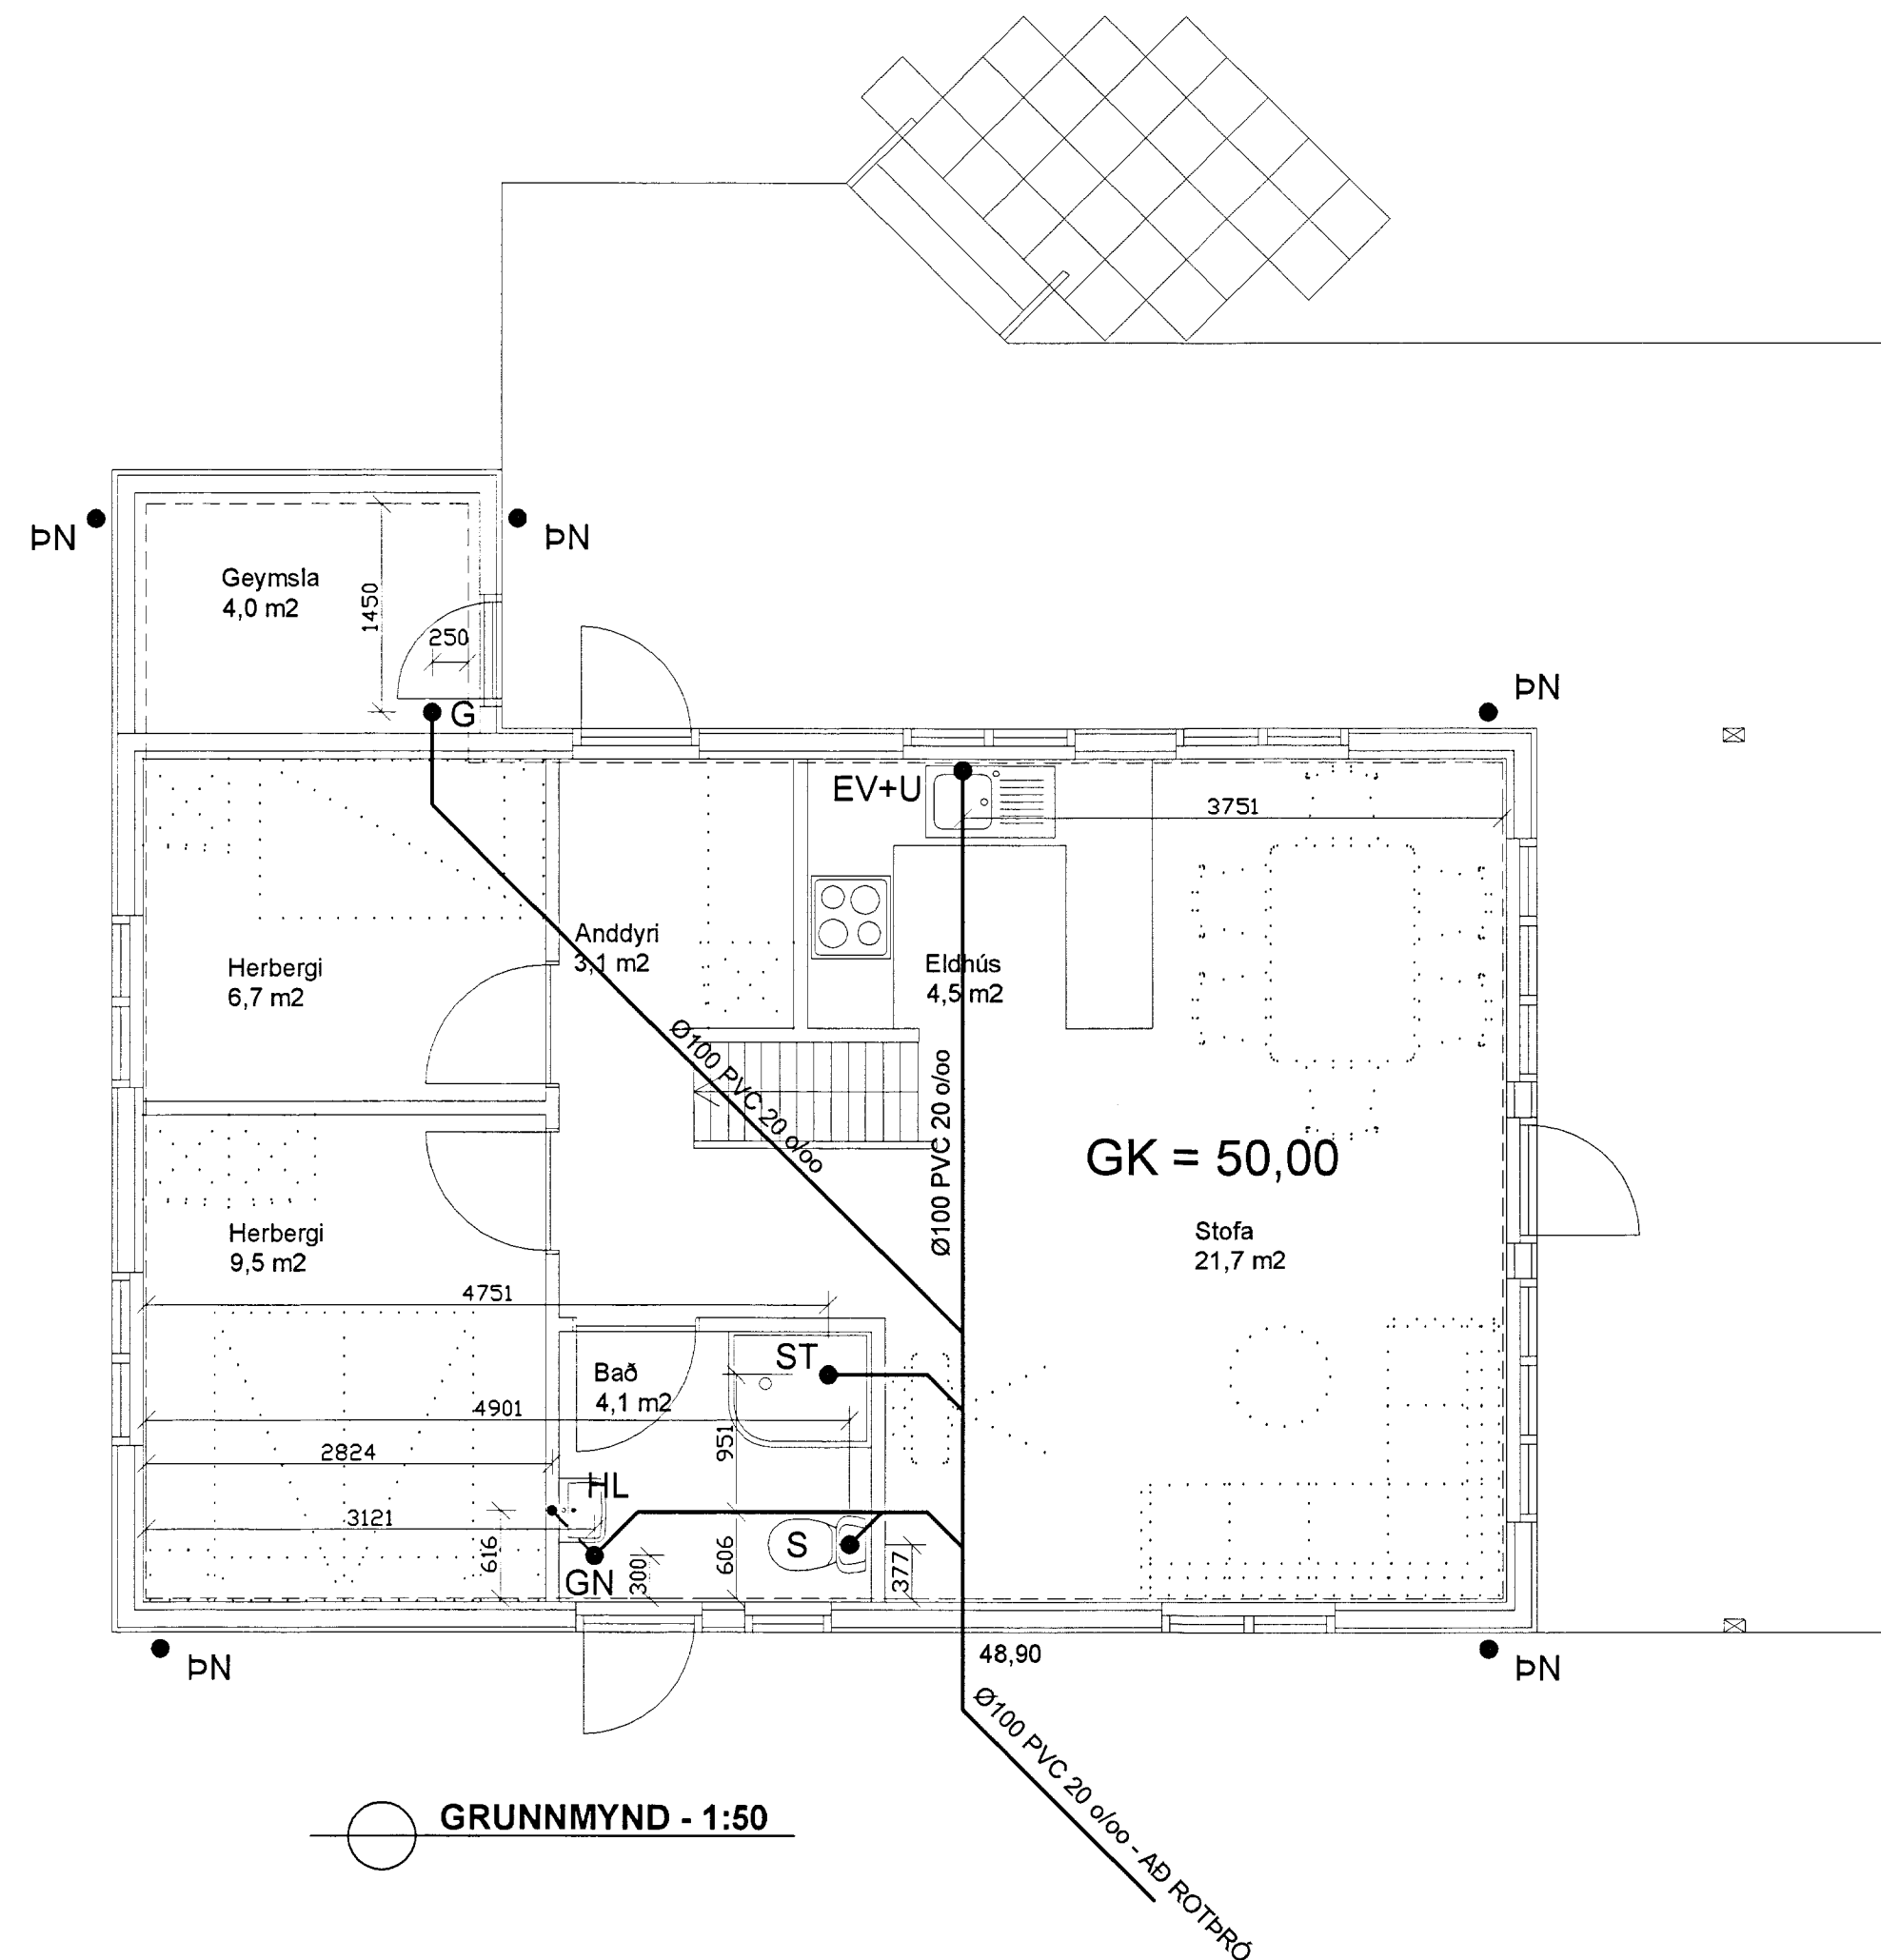 ÞN
ÞN
Geymsla
4,0 m2
1450
250
G
ÞN
EV+U
3751
Anddyri
3,1 m2
Eldhús
4,5 m2
Herbergi
6,7 m2
Ø100 PVC 20 o/oo
Ø100 PVC 20 o/oo
GK = 50,00
Stofa
21,7 m2
Herbergi
9,5 m2
4751
ST
Bað
4,1 m2
4901
951
2824
HL
3121
616
S
GN
300
606
377
ÞN
48,90
ÞN
Ø100 PVC 20 o/oo - AÐ ROTÞRÓ
GRUNNMYND - 1:50